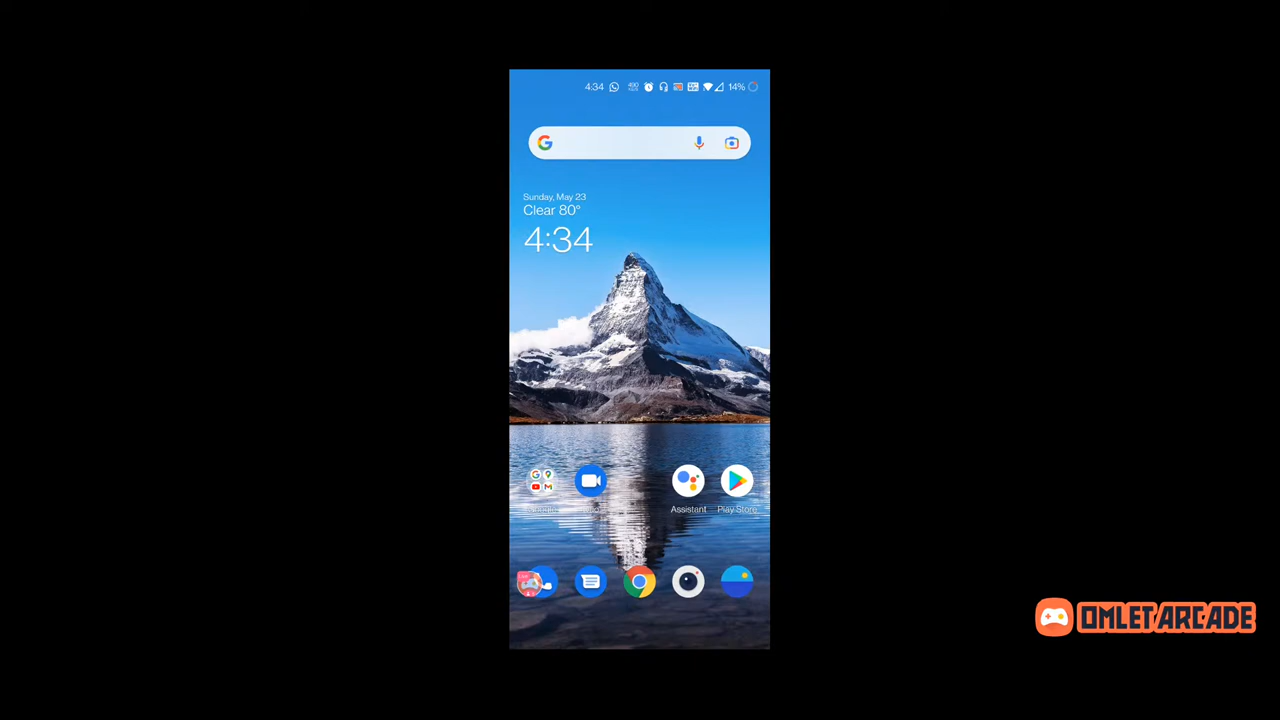 4:34
14%
Sunday, May 23
Clear 80°
4:34
Assistant
Play Store
OMLET ARCADE